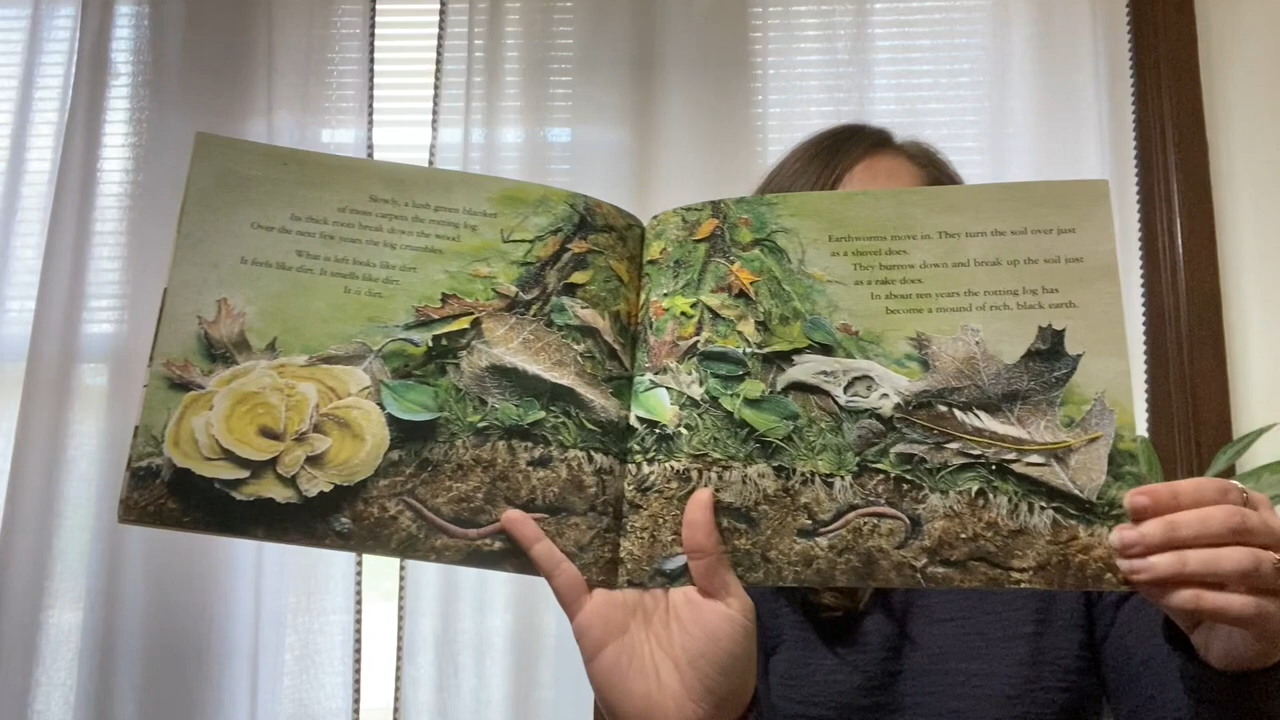 Slowly, a lush green blanket
of moss carpets the rotting log.
Its thick roots break down the wood.
Over the next few years the log crumbles.
What is left looks like dirt.
It feels like dirt. It smells like dirt.
It is dirt.
Earthworms move in. They turn the soil over just
as a shovel does.
They burrow down and break up the soil just
as a rake does.
In about ten years the rotting log has
become a mound of rich, black earth.